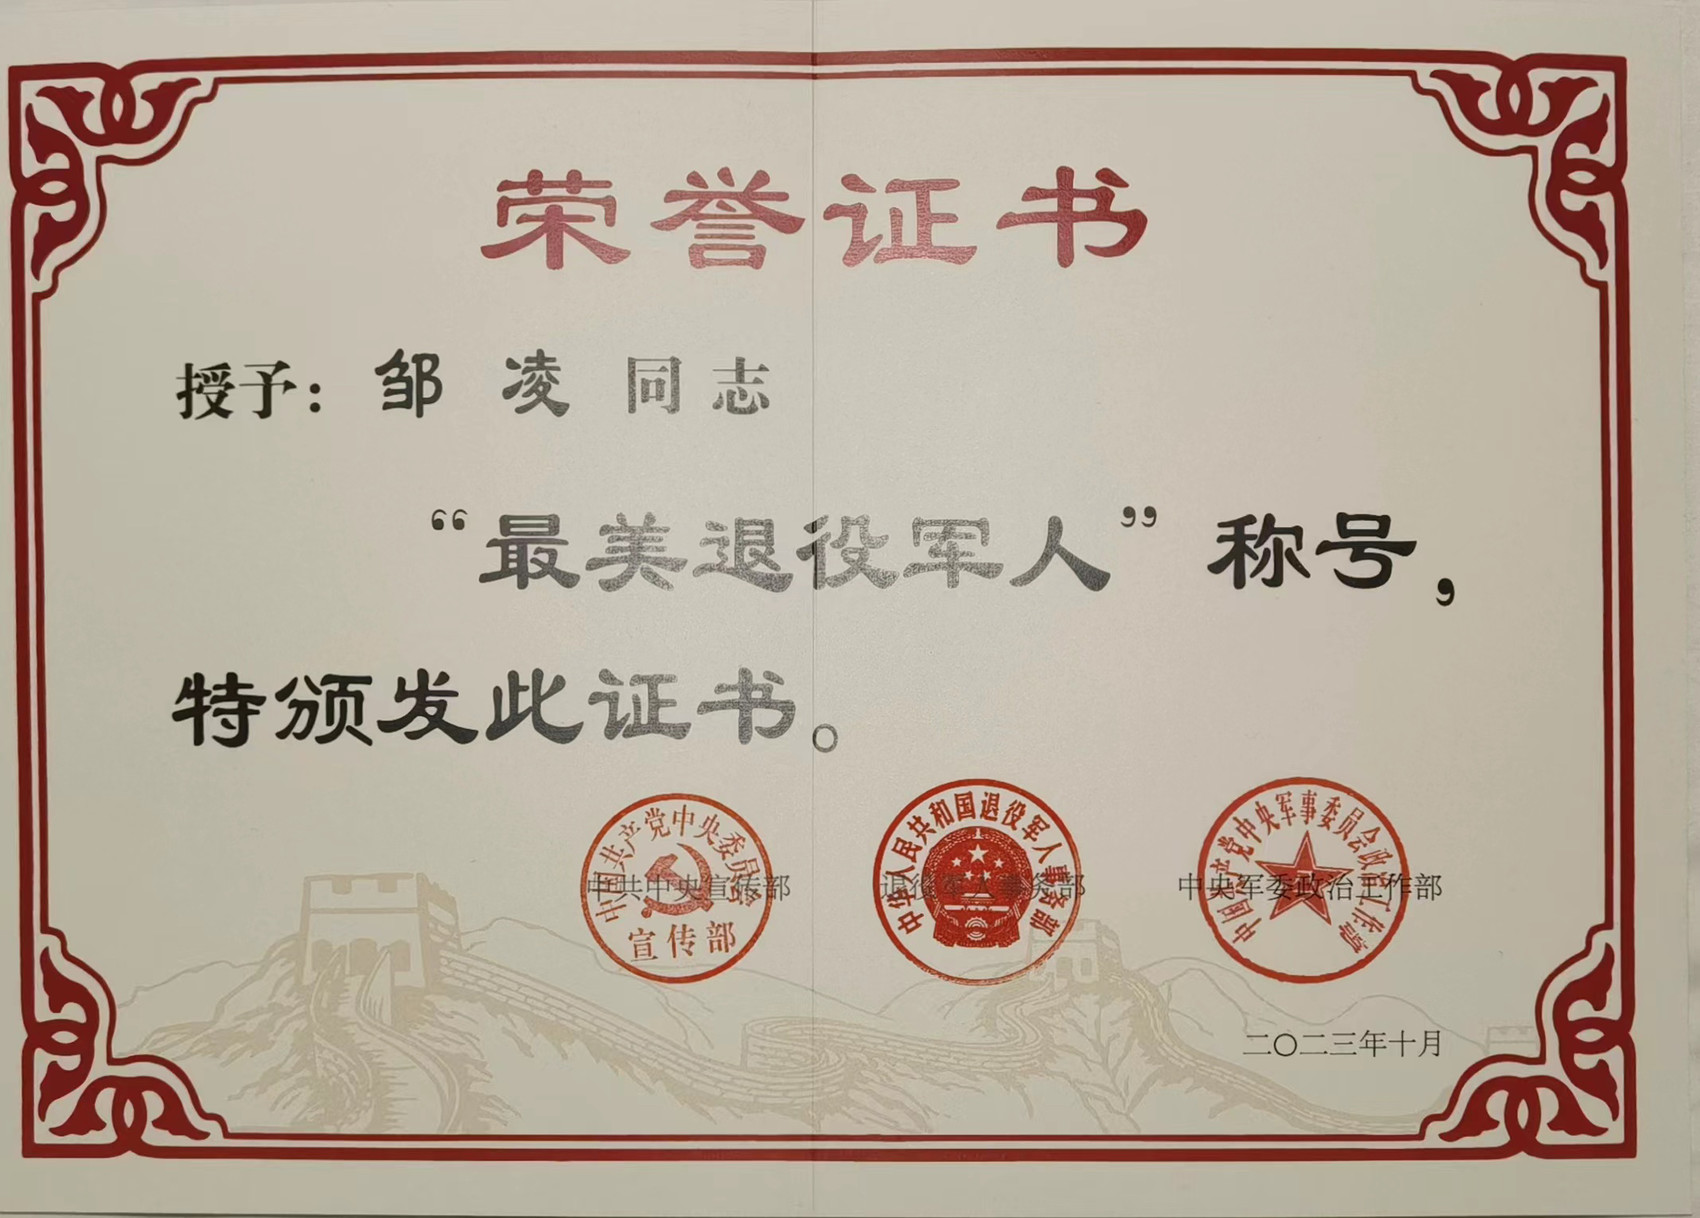 荣誉证书
授予：邹 凌 同 志
“最美退役军人”称号，
特颁发此证书。
中共中央宣传部 退役军人事务部 中央军委政治工作部
中国共产党中央委员会
宣传部
中华人民共和国退役军人事务部
中国共产党中央军事委员会政治工作部
二〇二三年十月